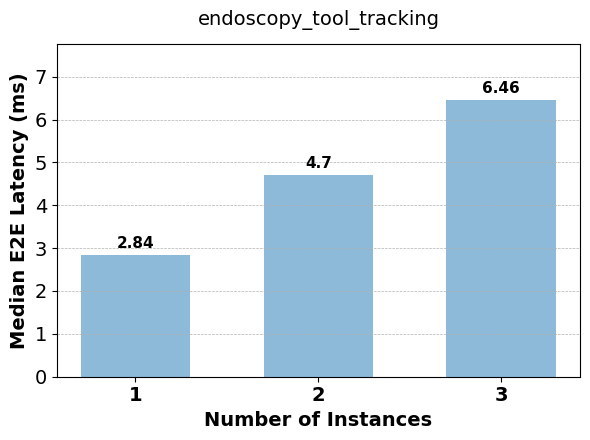 endoscopy_tool_tracking
Median E2E Latency (ms)
7
6
5
4
3
2
1
0
2.84
4.7
6.46
1 2 3
Number of Instances